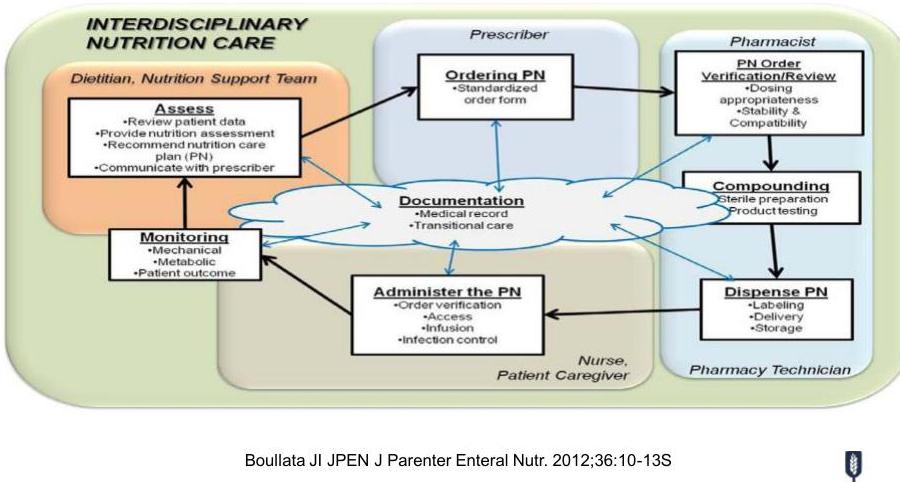 INTERDISCIPLINARY
NUTRITION CARE
Dietitian, Nutrition Support Team
Assess
•Review patient data
•Provide nutrition assessment
•Recommend nutrition care
plan (PN)
•Communicate with prescriber
Prescriber
Ordering PN
•Standardized
order form
Pharmacist
PN Order
Verification/Review
•Dosing
appropriateness
•Stability &
Compatibility
Compounding
Sterile preparation
Product testing
Documentation
•Medical record
•Transitional care
Monitoring
•Mechanical
•Metabolic
•Patient outcome
Administer the PN
•Order verification
•Access
•Infusion
•Infection control
Nurse,
Patient Caregiver
Dispense PN
•Labeling
•Delivery
•Storage
Pharmacy Technician
Boullata JI JPEN J Parenter Enteral Nutr. 2012;36:10-13S